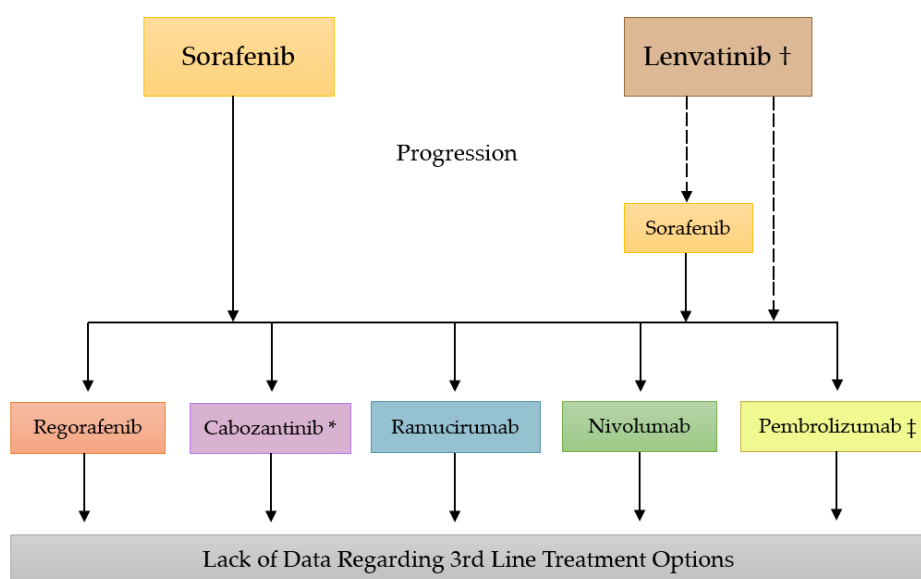 Sorafenib
Lenvatinib †
Progression
Sorafenib
Regorafenib
Cabozantinib *
Ramucirumab
Nivolumab
Pembrolizumab ‡
Lack of Data Regarding 3rd Line Treatment Options